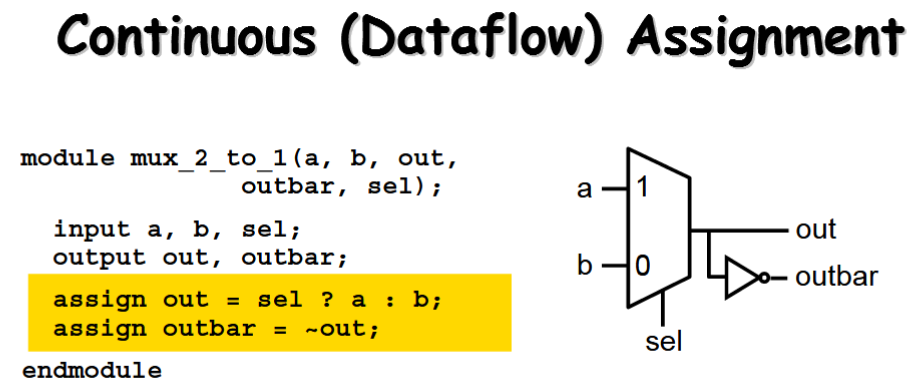 Continuous (Dataflow) Assignment
module mux_2_to_1(a, b, out,
outbar, sel);
input a, b, sel;
output out, outbar;
assign out = sel ? a : b;
assign outbar = ~out;
endmodule
a
1
out
b
0
outbar
sel